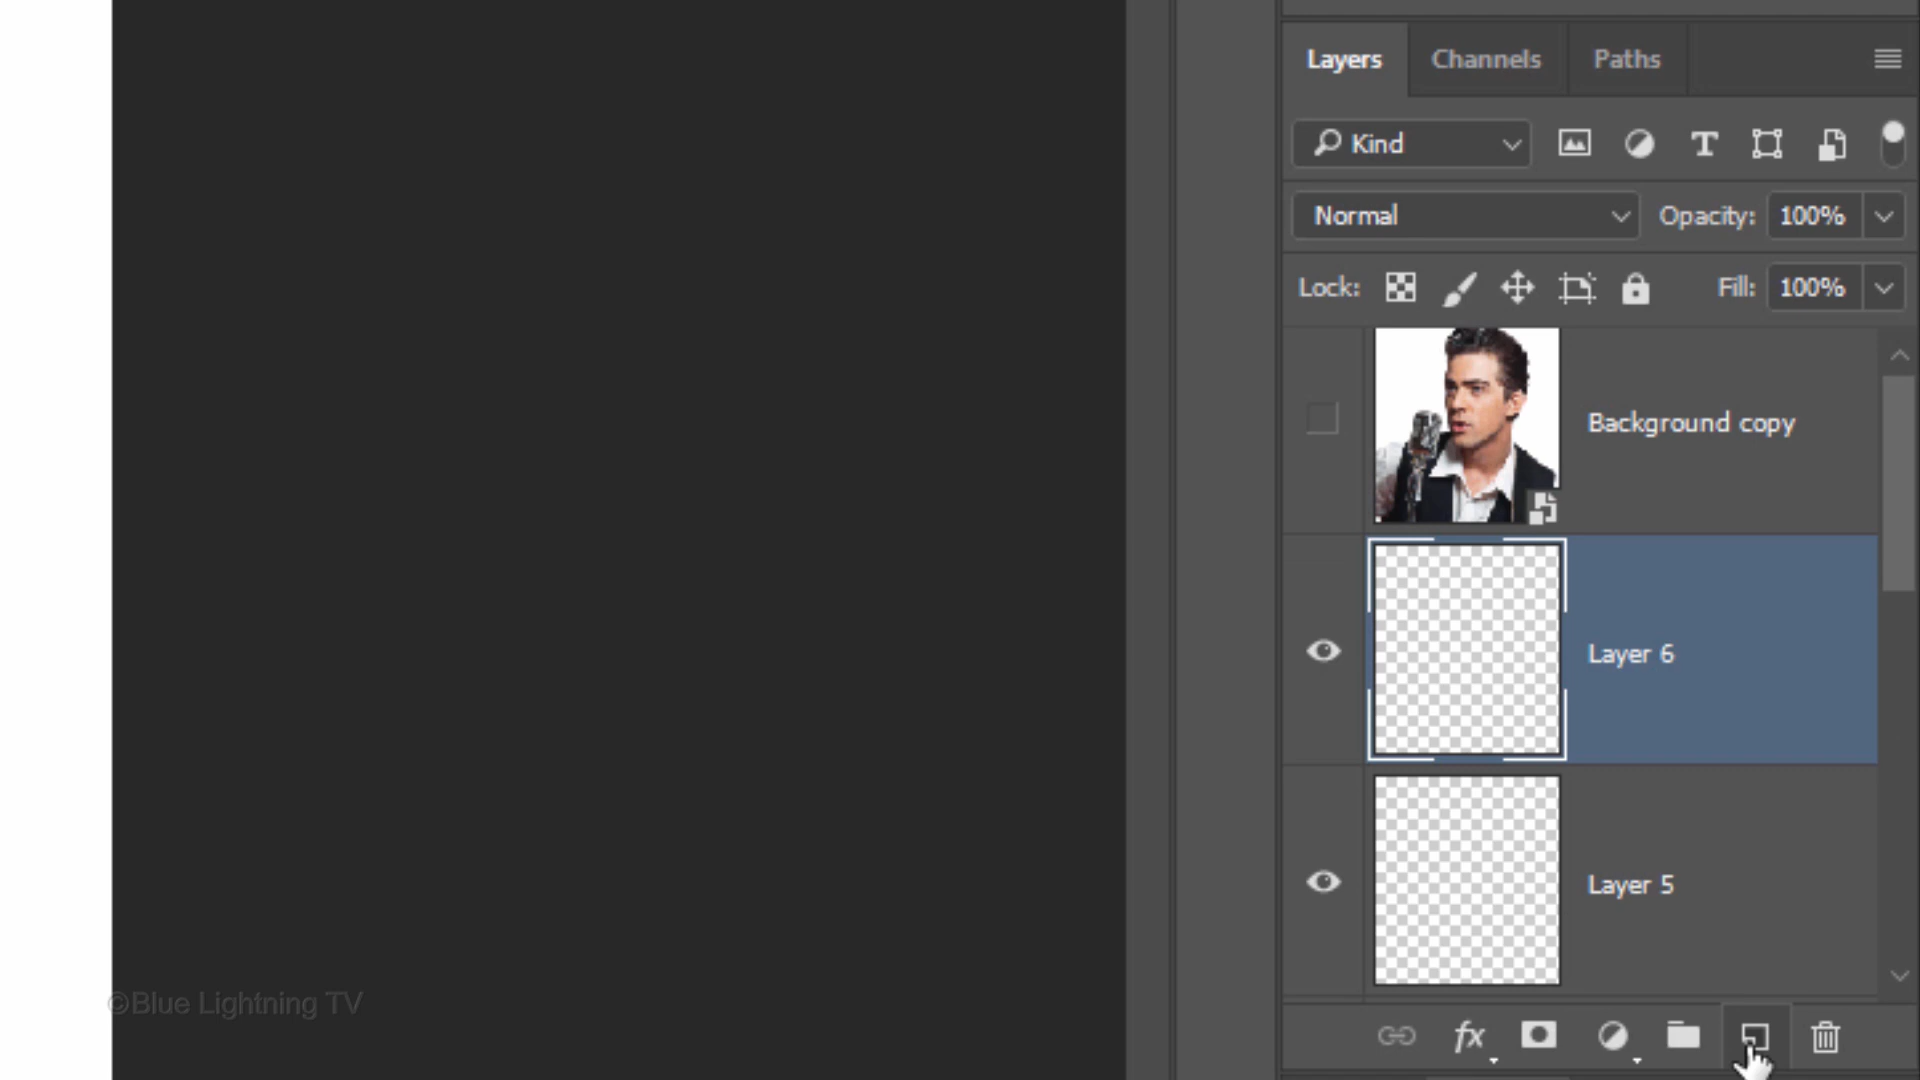 Layers Channels Paths
Kind
Normal Opacity: 100%
Lock: Fill: 100%
Background copy
Layer 6
Layer 5
©Blue Lightning TV
fx